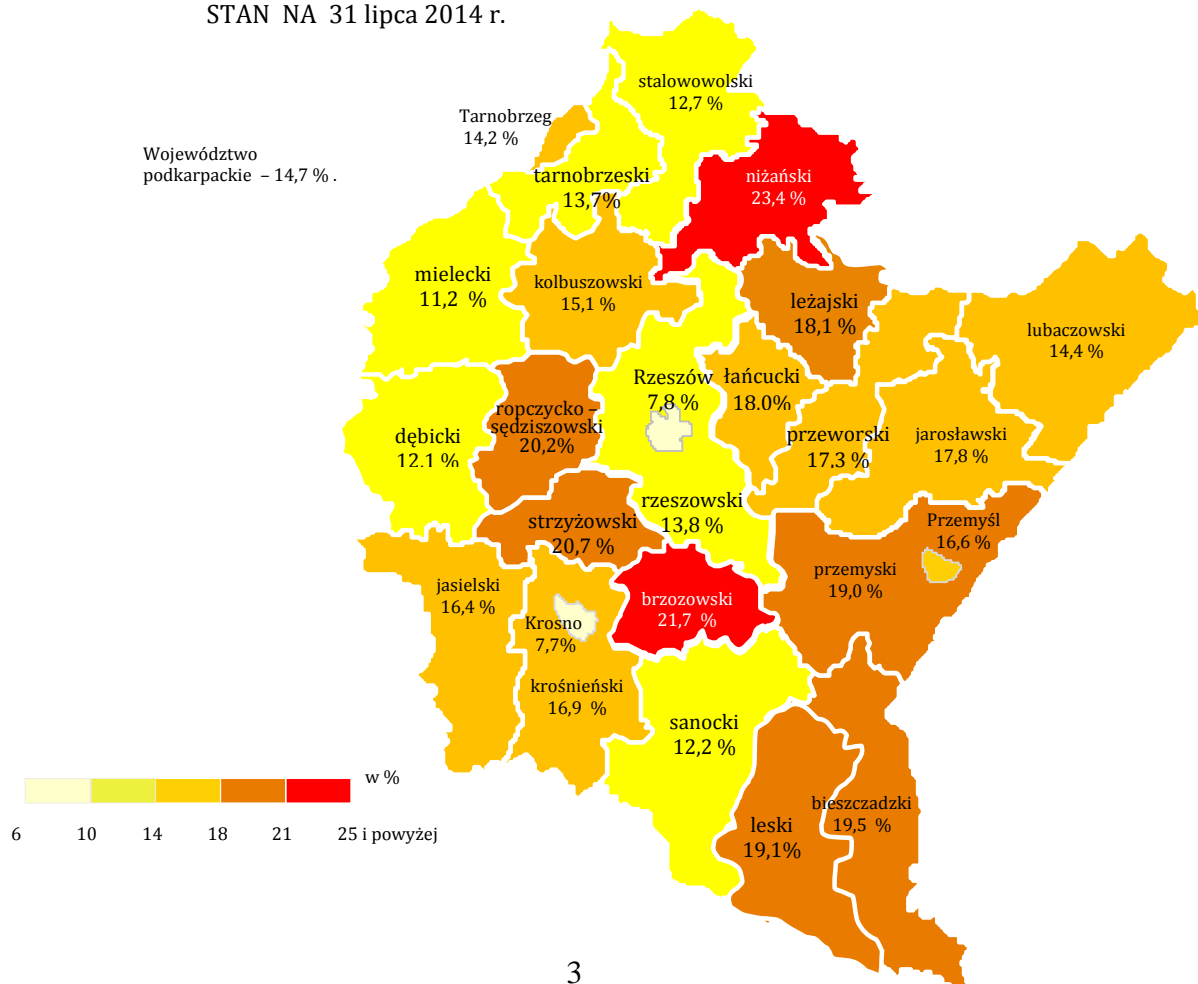 STAN NA 31 lipca 2014 r.
stalowowolski
12,7 %
Tarnobrzeg
14,2 %
Województwo
podkarpackie – 14,7 % .
tarnobrzeski
13,7%
niżański
23,4 %
mielecki
11,2 %
kolbuszowski
15,1 %
leżajski
18,1 %
lubaczowski
14,4 %
Rzeszów
7,8 %
łańcucki
18.0%
ropczycko –
sędziszowski
20,2%
dębicki
12,1 %
przeworski
17,3 %
jarosławski
17,8 %
rzeszowski
13,8 %
strzyżowski
20,7 %
Przemyśl
16,6 %
przemyski
19,0 %
jasielski
16,4 %
brzozowski
21,7 %
Krosno
7,7%
krośnieński
16,9 %
sanocki
12,2 %
w %
6 10 14 18 21 25 i powyżej
bieszczadzki
19,5 %
leski
19,1%
3